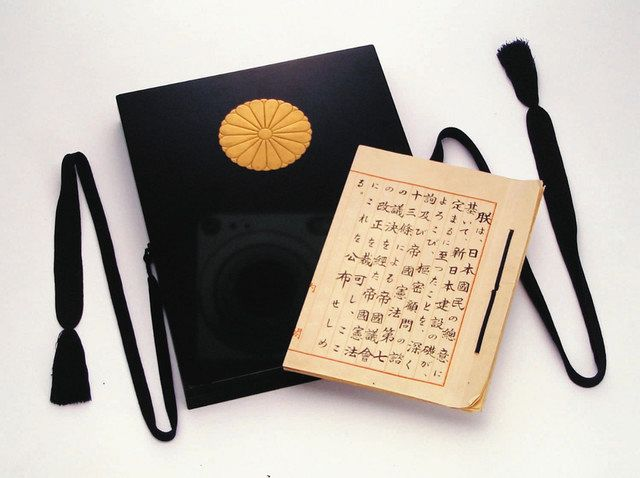 朕は、日本國民の總意に
基いて、新日本建設の礎が、
定まるに至つたことを、深く
よろこび、樞密顧問の諮
詢及び帝國憲法第七
十三條による帝國議會
の議決を経た帝國憲法
の改正を裁可し、ここ
にこれを公布せしめ
る。
内閣